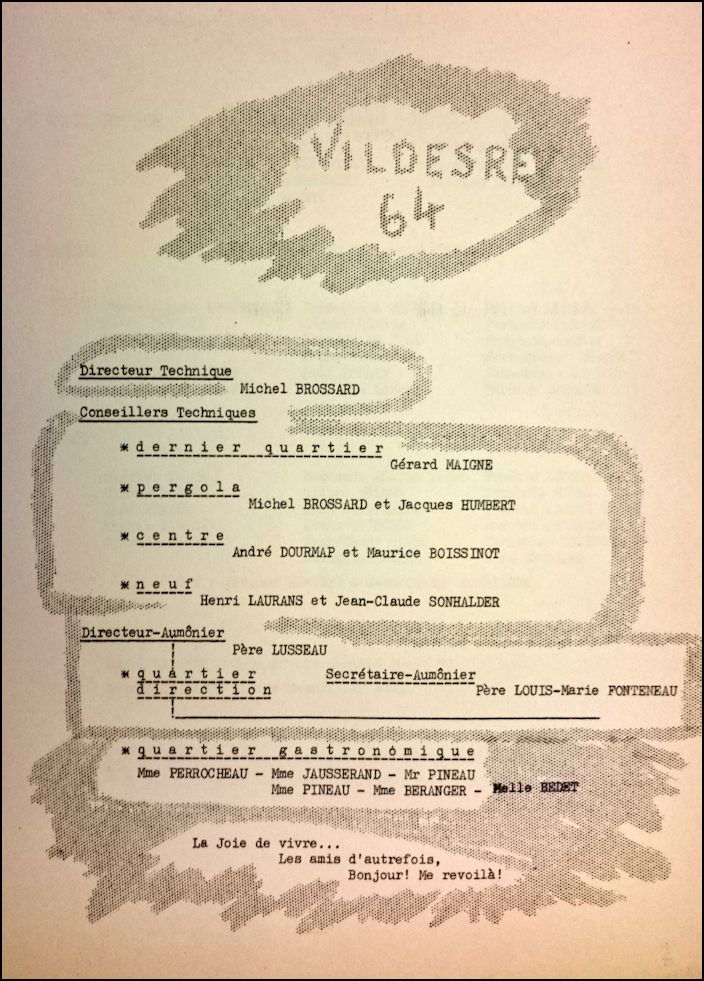 VILDESREY
64
Directeur Technique
Michel BROSSARD
Conseillers Techniques
* dernier quartier
Gérard MAIGNE
* pergola
Michel BROSSARD et Jacques HUMBERT
* centre
André DOURMAP et Maurice BOISSINOT
* neuf
Henri LAURANS et Jean-Claude SONHALDER
Directeur-Aumônier
Père LUSSEAU
* quartier Secrétaire-Aumônier
direction Père LOUIS-Marie FONTENEAU
* quartier gastronómique
Mme PERROCHEAU - Mme JAUSSERAND - Mr PINEAU
Mme PINEAU - Mme BERANGER - Melle BEDET
La Joie de vivre...
Les amis d'autrefois,
Bonjour! Me revoilà!